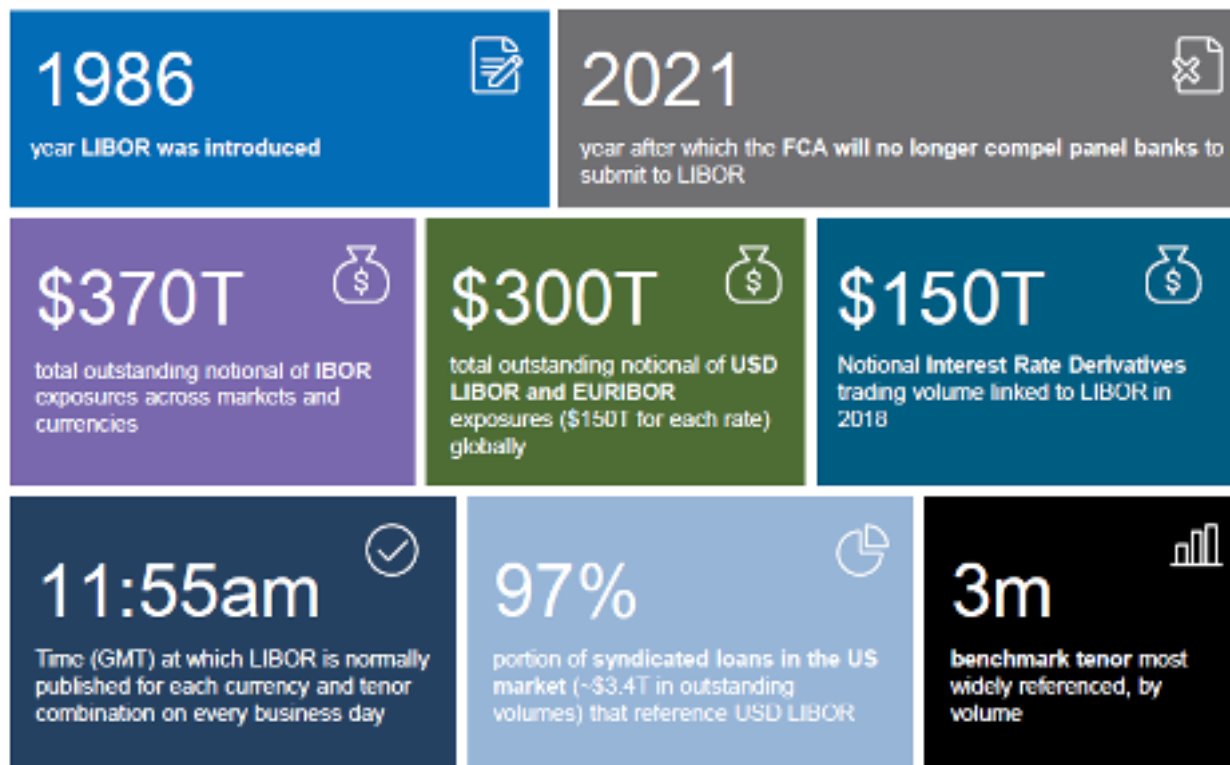 1986
year LIBOR was introduced
2021
year after which the FCA will no longer compel panel banks to
submit to LIBOR
$370T
total outstanding notional of IBOR
exposures across markets and
currencies
$300T
total outstanding notional of USD
LIBOR and EURIBOR
exposures ($150T for each rate)
globally
$150T
Notional Interest Rate Derivatives
trading volume linked to LIBOR in
2018
11:55am
Time (GMT) at which LIBOR is normally
published for each currency and tenor
combination on every business day
97%
portion of syndicated loans in the US
market (~$3.4T in outstanding
volumes) that reference USD LIBOR
3m
benchmark tenor most
widely referenced, by
volume